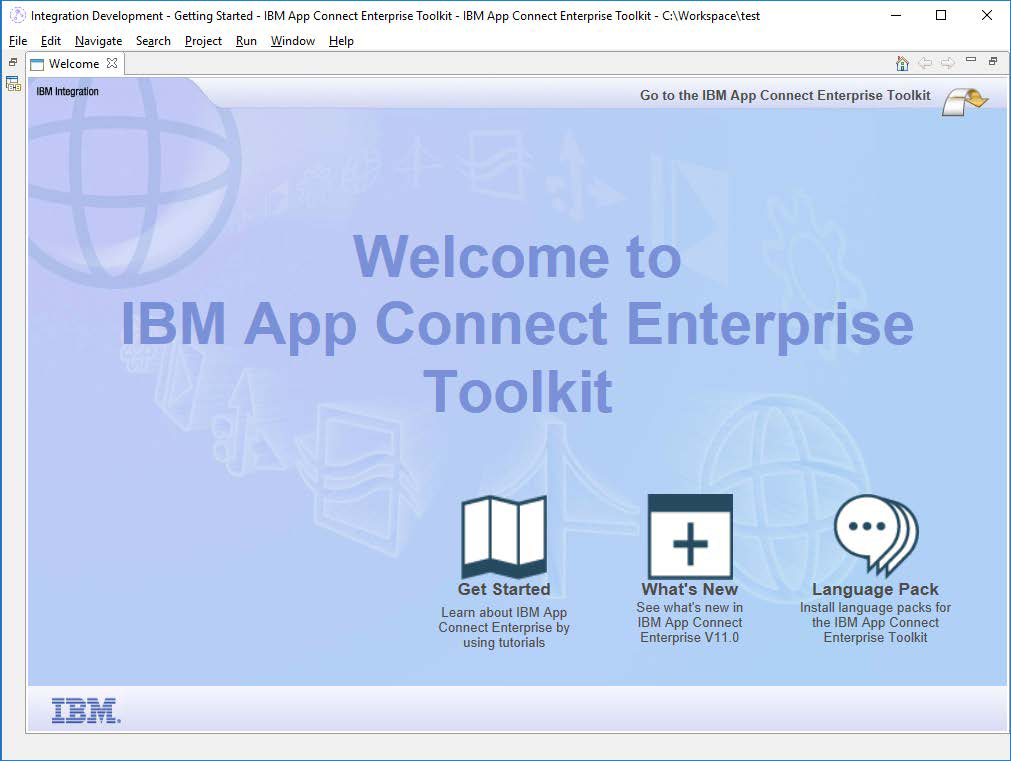 Integration Development - Getting Started - IBM App Connect Enterprise Toolkit - IBM App Connect Enterprise Toolkit - C:\Workspace\test
File Edit Navigate Search Project Run Window Help
Welcome
IBM Integration
Go to the IBM App Connect Enterprise Toolkit
Welcome to
IBM App Connect Enterprise
Toolkit
Get Started
Learn about IBM App
Connect Enterprise by
using tutorials
What's New
See what's new in
IBM App Connect
Enterprise V11.0
Language Pack
Install language packs for
the IBM App Connect
Enterprise Toolkit
IBM.